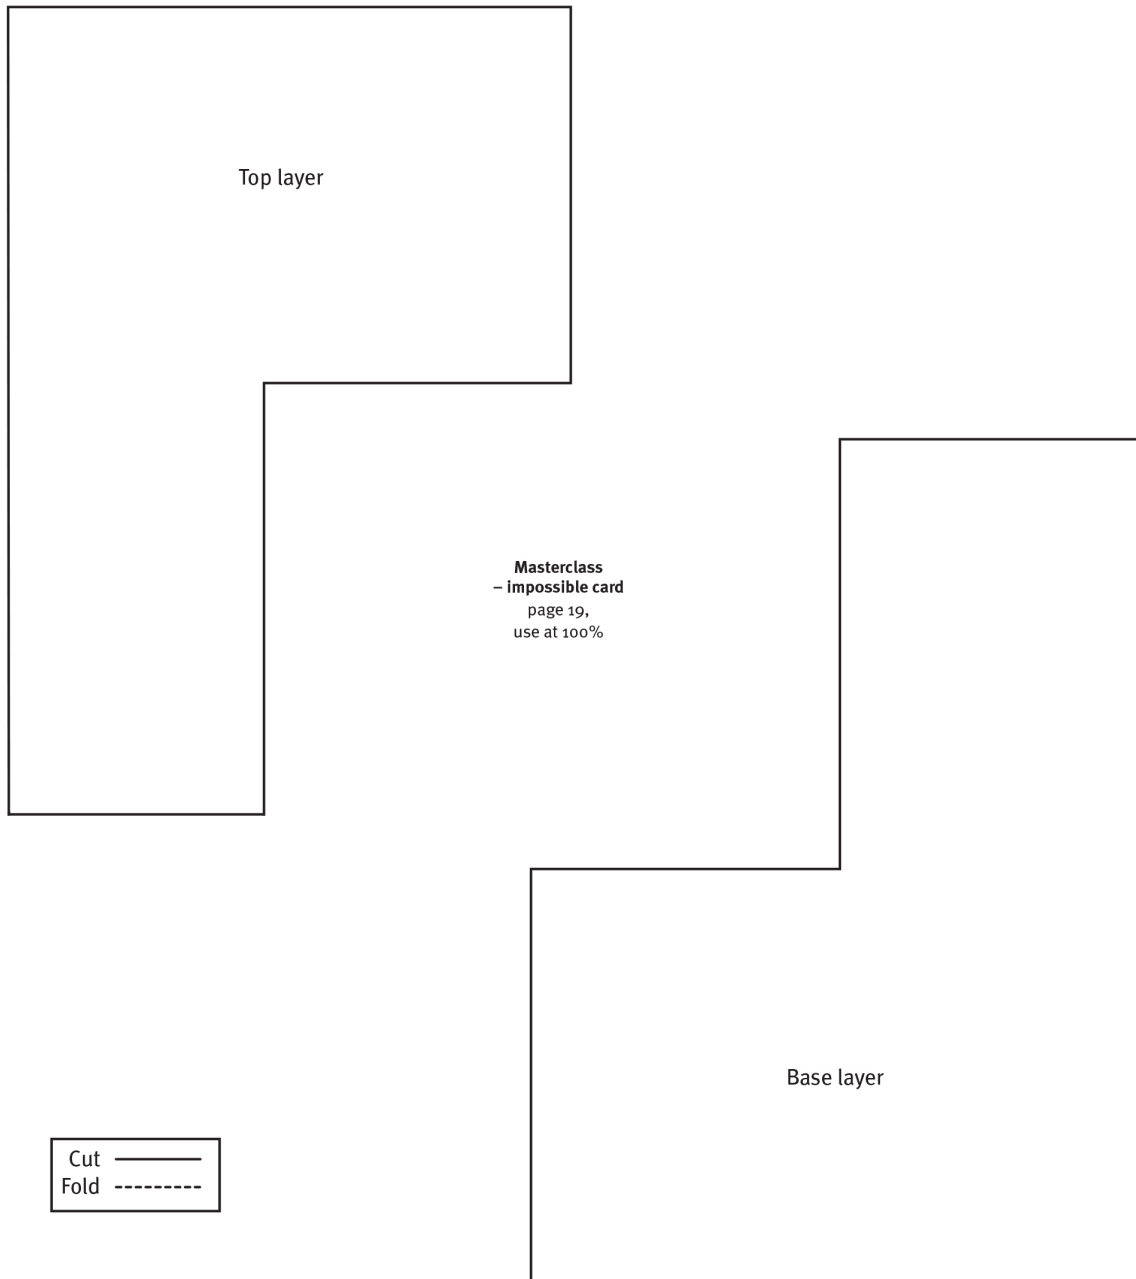 Top layer
Masterclass
– impossible card
page 19,
use at 100%
Base layer
Cut
Fold